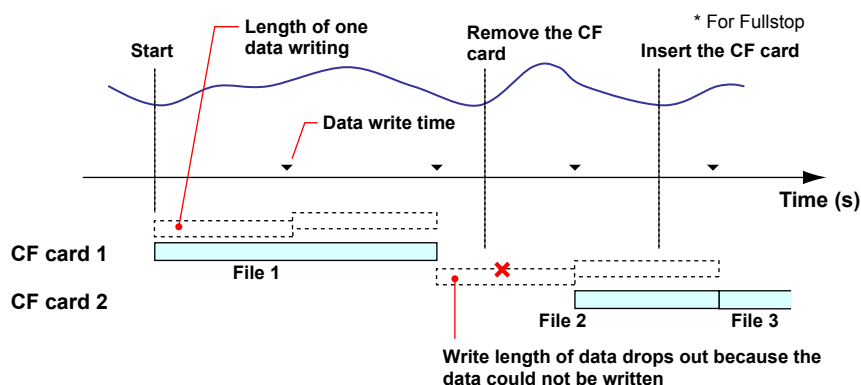 * For Fullstop
Start
Length of one
data writing
Remove the CF
card
Insert the CF card
Data write time
Time (s)
CF card 1
File 1
CF card 2
File 2
File 3
Write length of data drops out because the
data could not be written